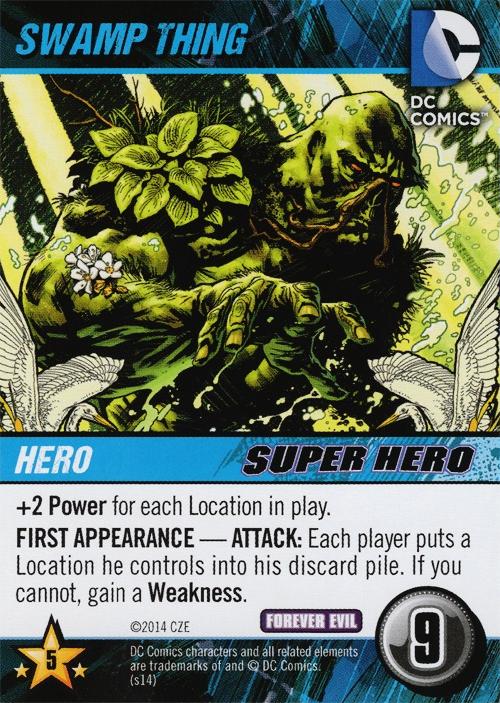 SWAMP THING
DC
COMICS™
HERO
SUPER HERO
+2 Power for each Location in play.
FIRST APPEARANCE — ATTACK: Each player puts a
Location he controls into his discard pile. If you
cannot, gain a Weakness.
©2014 CZE
FOREVER EVIL
5
9
DC Comics characters and all related elements
are trademarks of and © DC Comics.
(s14)